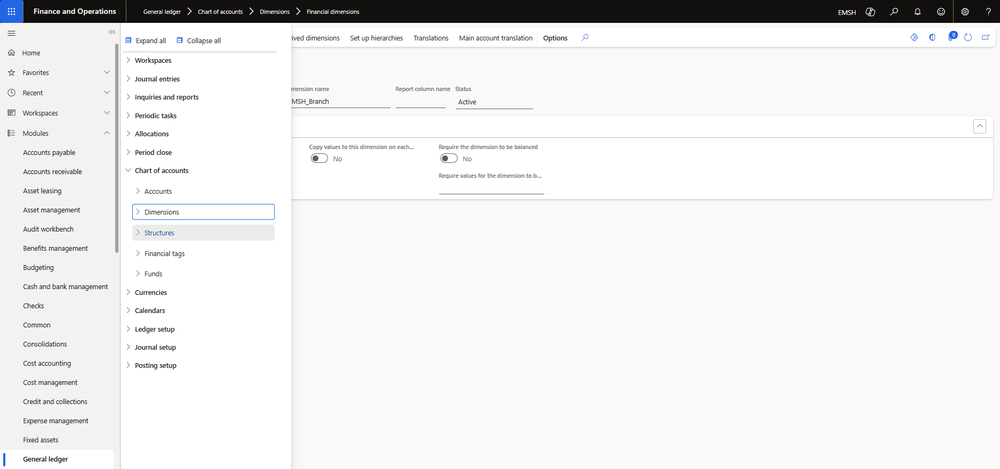 Finance and Operations
General ledger
Chart of accounts
Dimensions
Financial dimensions
EMSH
?
Home
Favorites
Recent
Workspaces
Modules
Accounts payable
Accounts receivable
Asset leasing
Asset management
Audit workbench
Benefits management
Budgeting
Cash and bank management
Checks
Common
Consolidations
Cost accounting
Cost management
Credit and collections
Expense management
Fixed assets
General ledger
Expand all
Collapse all
Workspaces
Journal entries
Inquiries and reports
Periodic tasks
Allocations
Period close
Chart of accounts
Accounts
Dimensions
Structures
Financial tags
Funds
Currencies
Calendars
Ledger setup
Journal setup
Posting setup
ived dimensions
Set up hierarchies
Translations
Main account translation
Options
0
mension name
Report column name
Status
MSH_Branch
Active
Copy values to this dimension on each...
Require the dimension to be balanced
No
No
Require values for the dimension to b...